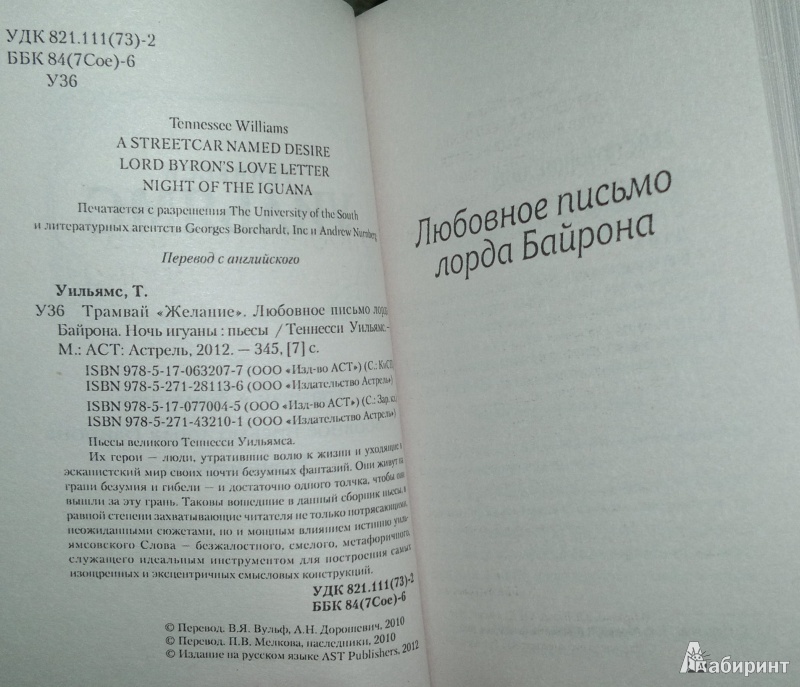 УДК 821.111(73)-2
ББК 84(7Сое)-6
У36
Tennessee Williams
A STREETCAR NAMED DESIRE
LORD BYRON'S LOVE LETTER
NIGHT OF THE IGUANA
Печатается с разрешения The University of the South
и литературных агентств Georges Borchardt, Inc и Andrew Nurnberg
Перевод с английского
Уильямс, Т.
У36 Трамвай «Желание». Любовное письмо лорда
Байрона. Ночь игуаны : пьесы / Теннесси Уильямс.–
М.: АСТ: Астрель, 2012. — 345, [7] с.
ISBN 978-5-17-063207-7 (ООО «Изд-во АСТ») (С.:
ISBN 978-5-271-28113-6 (ООО «Издательство Астрель»)
ISBN 978-5-17-077004-5 (ООО «Изд-во АСТ») (С.: Зар.
ISBN 978-5-271-43210-1 (ООО «Издательство Астрель»)
Пьесы великого Теннесси Уильямса.
Их герои — люди, утратившие волю к жизни и уходящие в
эскапистский мир своих почти безумных фантазий. Они живут на
грани безумия и гибели — и достаточно одного толчка, чтобы они
вышли за эту грань. Таковы вошедшие в данный сборник пьесы, в
равной степени захватывающие читателя не только потрясающими,
неожиданными сюжетами, но и мощным влиянием истинно уиль-
ямсовского Слова — безжалостного, смелого, метафоричного,
служащего идеальным инструментом для построения самых
изощренных и эксцентричных смысловых конструкций.
УДК 821.111(73)-2
ББК 84(7Сое)-6
© Перевод. В.Я. Вульф, А.Н. Дорошевич, 2010
© Перевод. П.В. Мелкова, наследники, 2010
© Издание на русском языке AST Publishers, 2012
Любовное письмо
лорда Байрона
Лабиринт